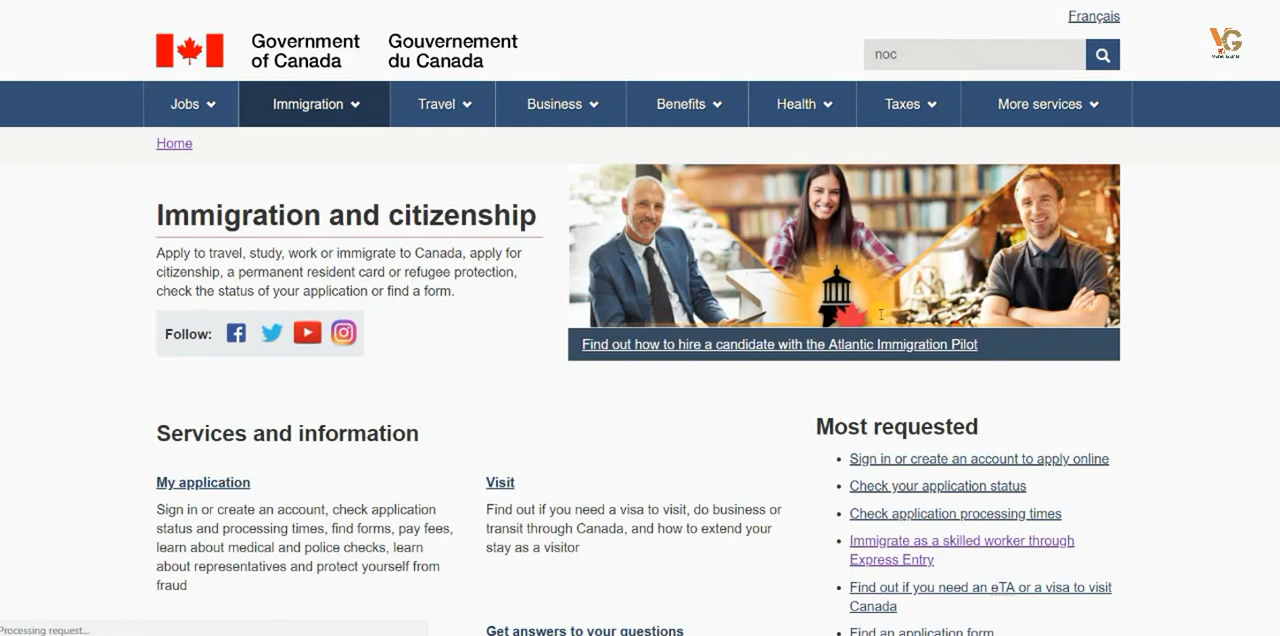 Français
Government of Canada
Gouvernement du Canada
noc
VG
Jobs
Immigration
Travel
Business
Benefits
Health
Taxes
More services
Home
Immigration and citizenship
Apply to travel, study, work or immigrate to Canada, apply for
citizenship, a permanent resident card or refugee protection,
check the status of your application or find a form.
Follow:
Find out how to hire a candidate with the Atlantic Immigration Pilot
Services and information
My application
Sign in or create an account, check application
status and processing times, find forms, pay fees,
learn about medical and police checks, learn
about representatives and protect yourself from
fraud
Visit
Find out if you need a visa to visit, do business or
transit through Canada, and how to extend your
stay as a visitor
Get answers to your questions
Most requested
Sign in or create an account to apply online
Check your application status
Check application processing times
Immigrate as a skilled worker through
Express Entry
Find out if you need an eTA or a visa to visit
Canada
Find an application form
Processing request...